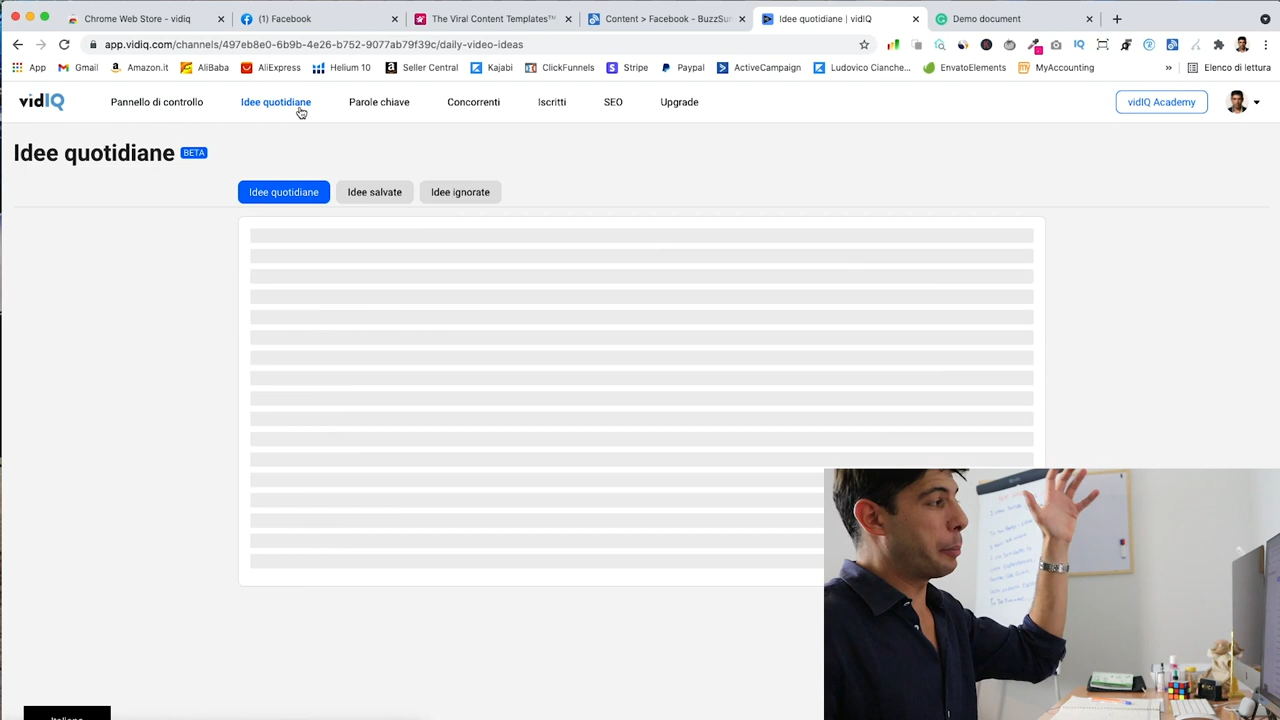 Chrome Web Store - vidiq
(1) Facebook
The Viral Content Templates™
Content > Facebook - BuzzSu
Idee quotidiane | vidIQ
Demo document
app.vidiq.com/channels/497eb8e0-6b9b-4e26-b752-9077ab79f39c/daily-video-ideas
App Gmail Amazon.it AliBaba AliExpress Helium 10 Seller Central Kajabi ClickFunnels Stripe Paypal ActiveCampaign Ludovico Cianche... EnvatoElements MyAccounting » Elenco di lettura
vidIQ Pannello di controllo Idee quotidiane Parole chiave Concorrenti Iscritti SEO Upgrade vidIQ Academy
Idee quotidiane BETA
Idee quotidiane Idee salvate Idee ignorate